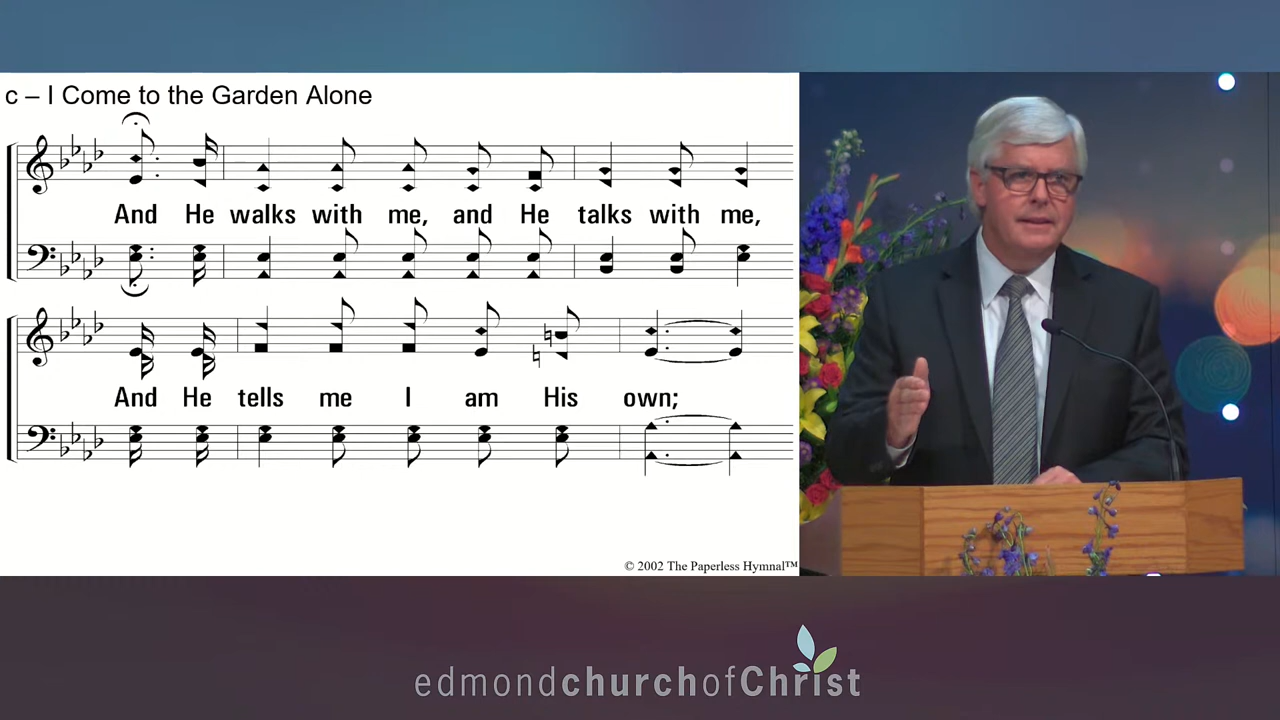 c – I Come to the Garden Alone
And He walks with me, and He talks with me,
And He tells me I am His own;
© 2002 The Paperless Hymnal™
edmondchurchofChrist